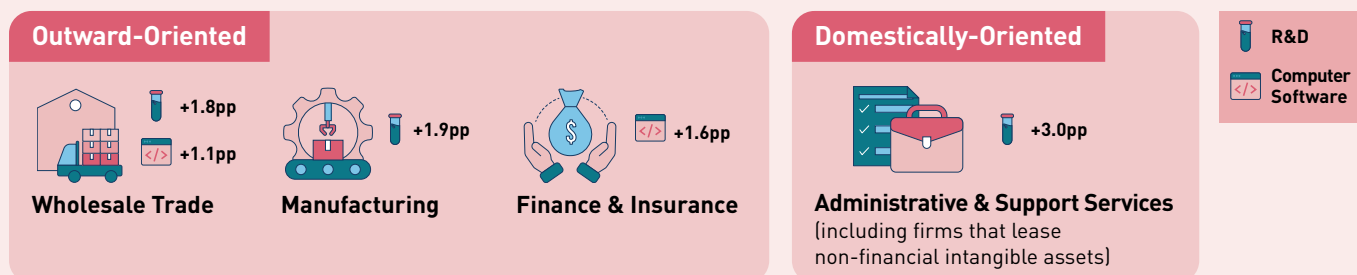 Outward-Oriented
+1.8pp
</>
+1.1pp
Wholesale Trade
+1.9pp
Manufacturing
$
</>
+1.6pp
Finance & Insurance
Domestically-Oriented
+3.0pp
Administrative & Support Services
(including firms that lease
non-financial intangible assets)
R&D
</>
Computer
Software